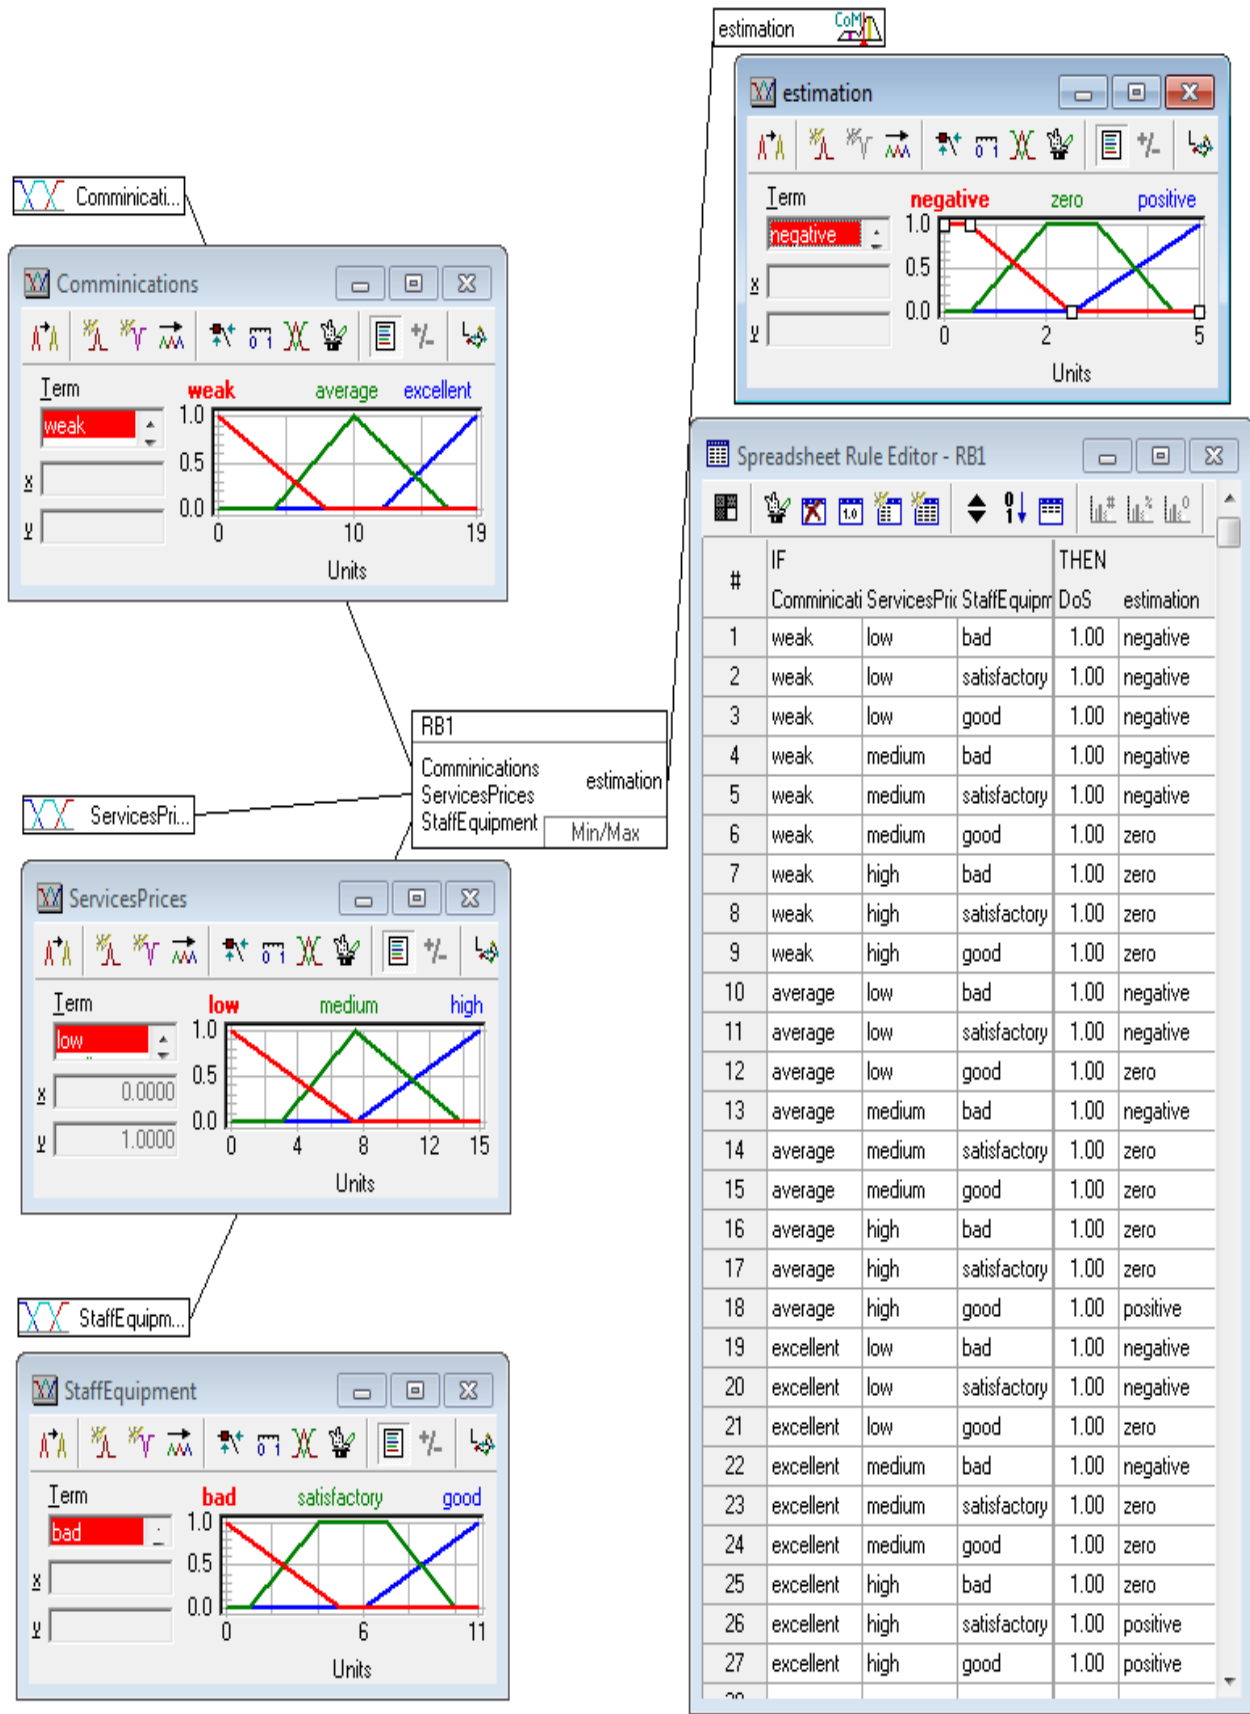 estimation CoM
estimation
Term
negative zero positive
negative
1.0
0.5
0.0
x
y
0 2 5
Units
Comminicati...
Comminications
Term
weak average excellent
weak
1.0
0.5
0.0
x
y
0 10 19
Units
RB1
Comminications
ServicesPrices
StaffEquipment
estimation
Min/Max
ServicesPri...
ServicesPrices
Term
low medium high
low
1.0
0.5
0.0
x 0.0000
y 1.0000
0 4 8 12 15
Units
StaffEquipm...
StaffEquipment
Term
bad satisfactory good
bad
1.0
0.5
0.0
x
y
0 6 11
Units
Spreadsheet Rule Editor - RB1
# IF THEN
Comminicati ServicesPric StaffEquipm DoS estimation
1 weak low bad 1.00 negative
2 weak low satisfactory 1.00 negative
3 weak low good 1.00 negative
4 weak medium bad 1.00 negative
5 weak medium satisfactory 1.00 negative
6 weak medium good 1.00 zero
7 weak high bad 1.00 zero
8 weak high satisfactory 1.00 zero
9 weak high good 1.00 zero
10 average low bad 1.00 negative
11 average low satisfactory 1.00 negative
12 average low good 1.00 zero
13 average medium bad 1.00 negative
14 average medium satisfactory 1.00 zero
15 average medium good 1.00 zero
16 average high bad 1.00 zero
17 average high satisfactory 1.00 zero
18 average high good 1.00 positive
19 excellent low bad 1.00 negative
20 excellent low satisfactory 1.00 negative
21 excellent low good 1.00 zero
22 excellent medium bad 1.00 negative
23 excellent medium satisfactory 1.00 zero
24 excellent medium good 1.00 zero
25 excellent high bad 1.00 zero
26 excellent high satisfactory 1.00 positive
27 excellent high good 1.00 positive